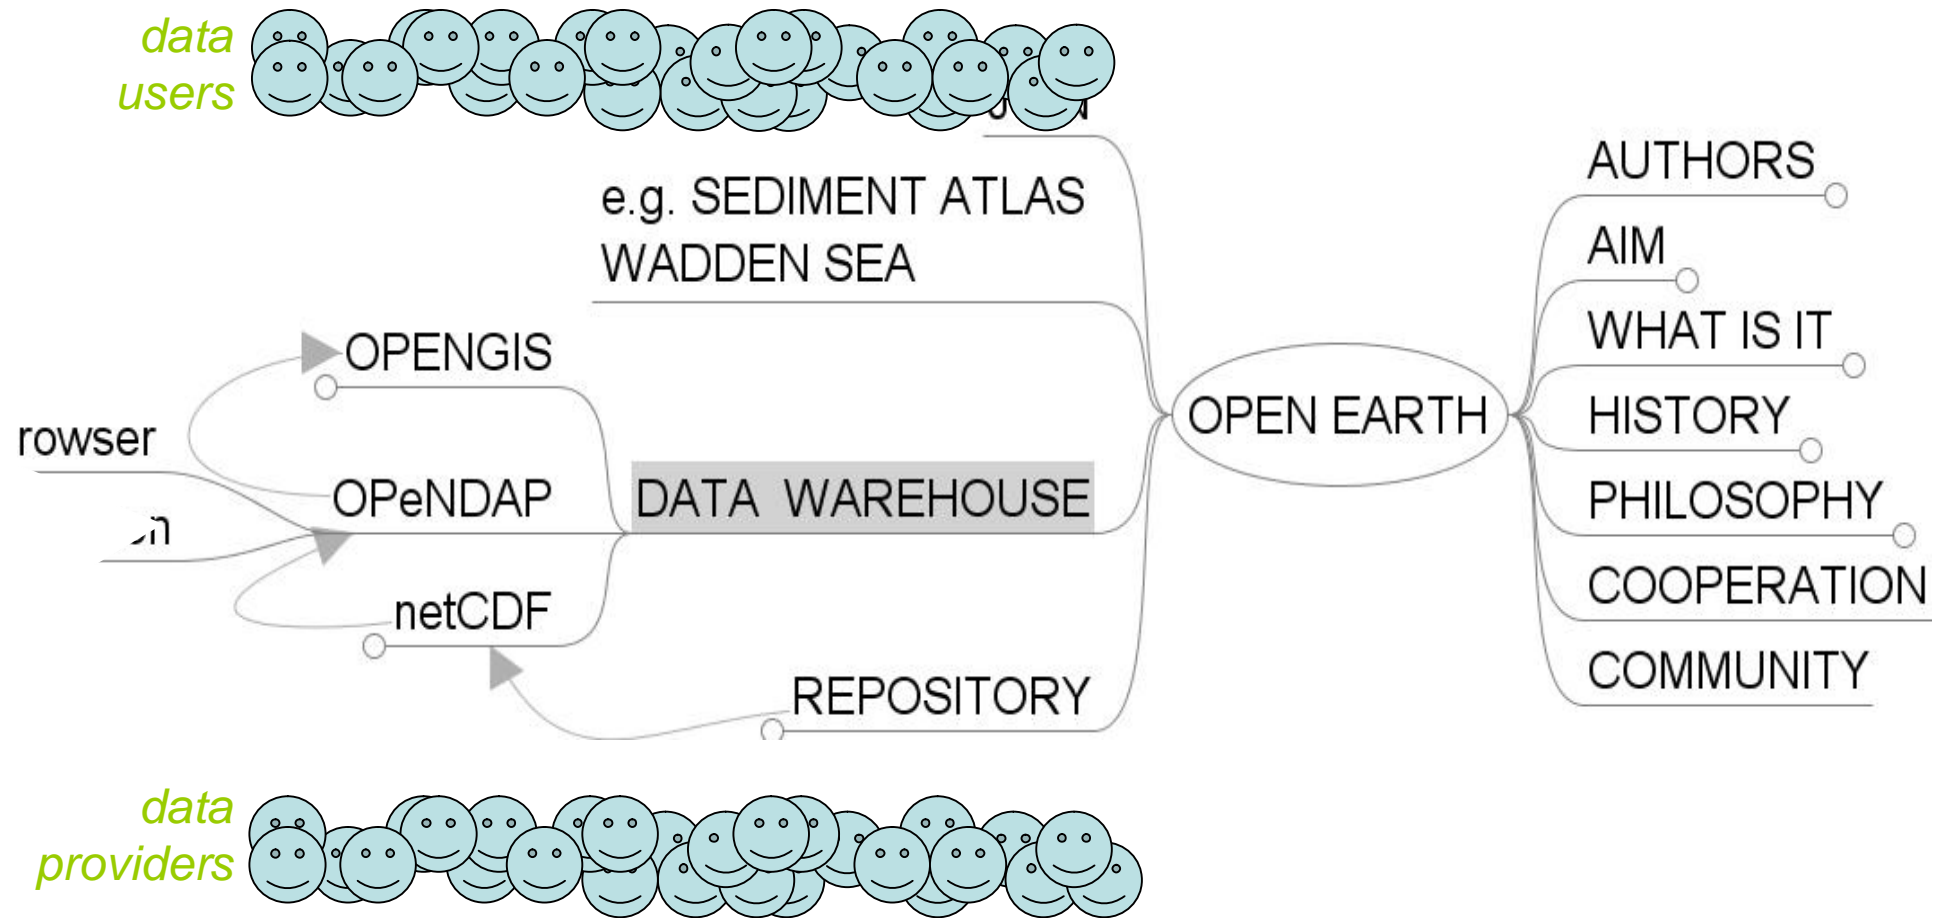 data
users
e.g. SEDIMENT ATLAS
WADDEN SEA
OPENGIS
rowser
OPeNDAP
DATA WAREHOUSE
netCDF
REPOSITORY
OPEN EARTH
AUTHORS
AIM
WHAT IS IT
HISTORY
PHILOSOPHY
COOPERATION
COMMUNITY
data
providers